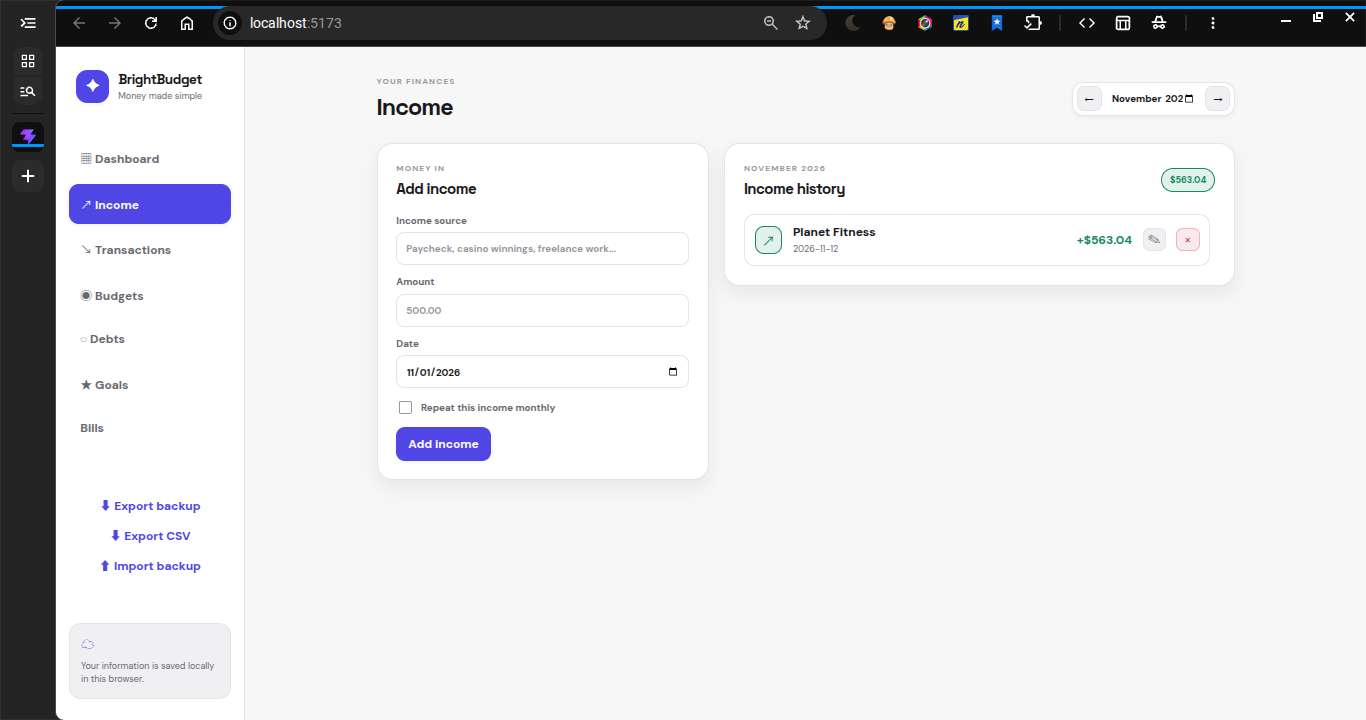 localhost:5173
BrightBudget
Money made simple
Dashboard
Income
Transactions
Budgets
Debts
Goals
Bills
Export backup
Export CSV
Import backup
Your information is saved locally
in this browser.
YOUR FINANCES
Income
← November 202 →
MONEY IN
Add income
Income source
Paycheck, casino winnings, freelance work...
Amount
500.00
Date
11/01/2026
Repeat this income monthly
Add Income
NOVEMBER 2026
Income history
$563.04
Planet Fitness
2026-11-12
+$563.04
×